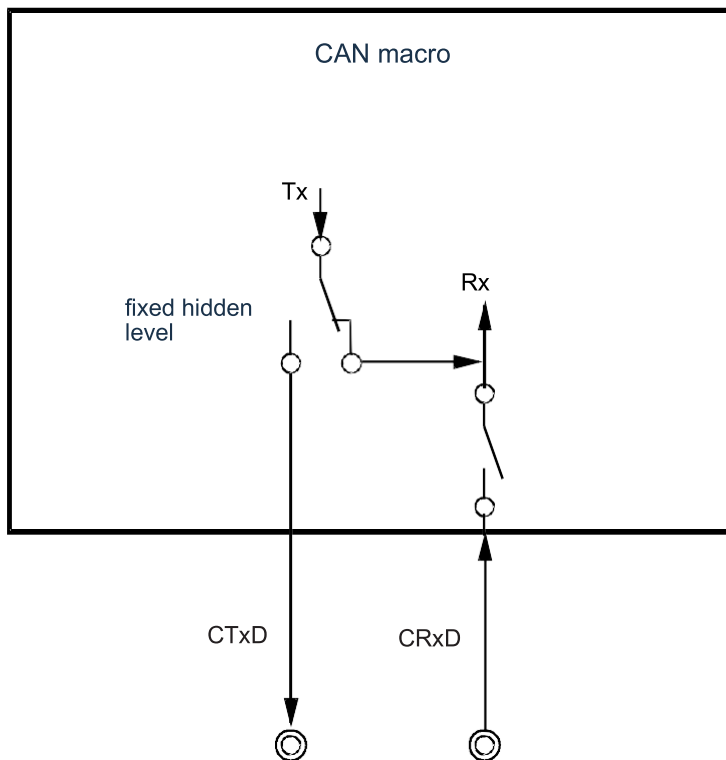 CAN macro
Tx
Rx
fixed hidden
level
CTxD
CRxD